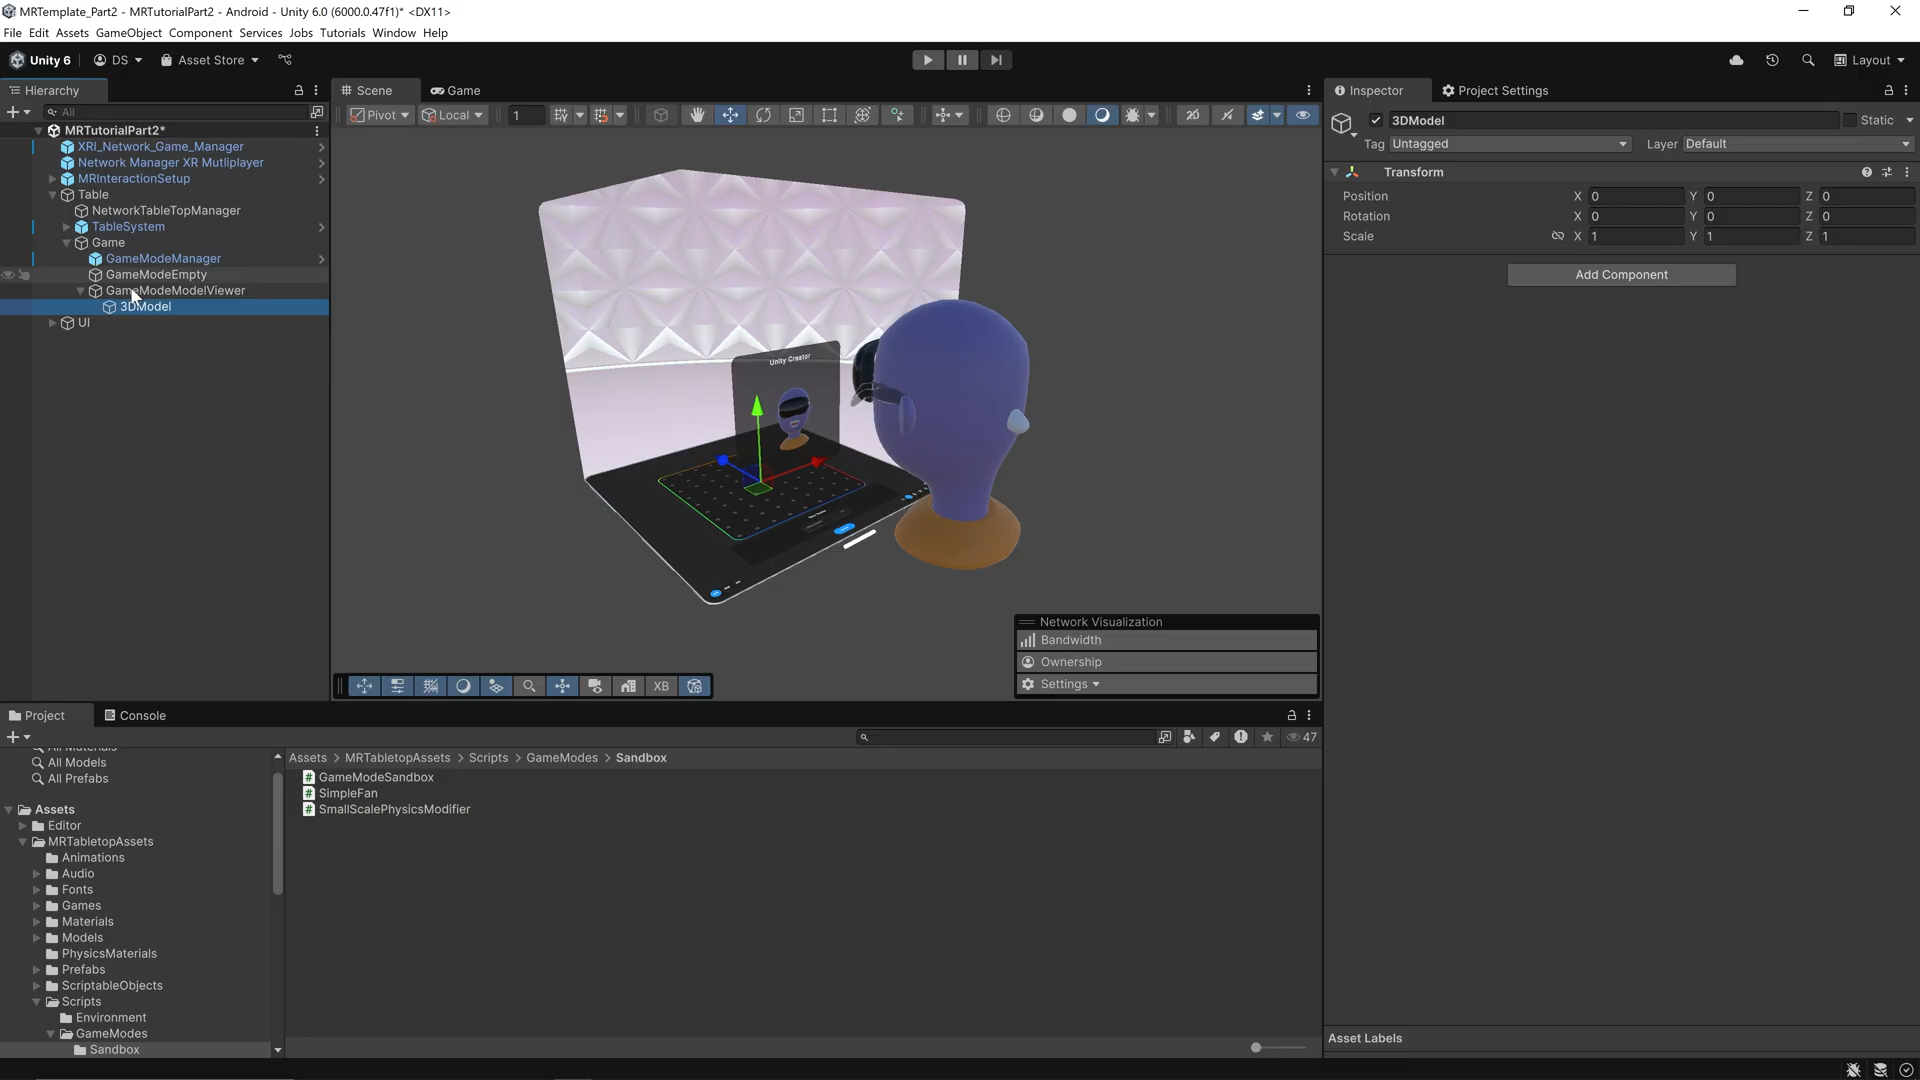 MRTemplate_Part2 - MRTutorialPart2 - Android - Unity 6.0 (6000.0.47f1)* <DX11>
File Edit Assets GameObject Component Services Jobs Tutorials Window Help
Unity 6 DS Asset Store Layout
Hierarchy
Scene Game
Inspector Project Settings
All
Pivot Local 1
3DModel Static
Tag Untagged Layer Default
MRTutorialPart2*
XRI_Network_Game_Manager
Network Manager XR Mutliplayer
MRInteractionSetup
Table
NetworkTableTopManager
TableSystem
Game
GameModeManager
GameModeEmpty
GameModeModelViewer
3DModel
UI
Transform
Position X 0 Y 0 Z 0
Rotation X 0 Y 0 Z 0
Scale X 1 Y 1 Z 1
Add Component
Unity Creator
Network Visualization
Bandwidth
Ownership
Settings
XB
Project Console
47
All Materials
All Models
All Prefabs
Assets
Editor
MRTabletopAssets
Animations
Audio
Fonts
Games
Materials
Models
PhysicsMaterials
Prefabs
ScriptableObjects
Scripts
Environment
GameModes
Sandbox
Assets > MRTabletopAssets > Scripts > GameModes > Sandbox
GameModeSandbox
SimpleFan
SmallScalePhysicsModifier
Asset Labels